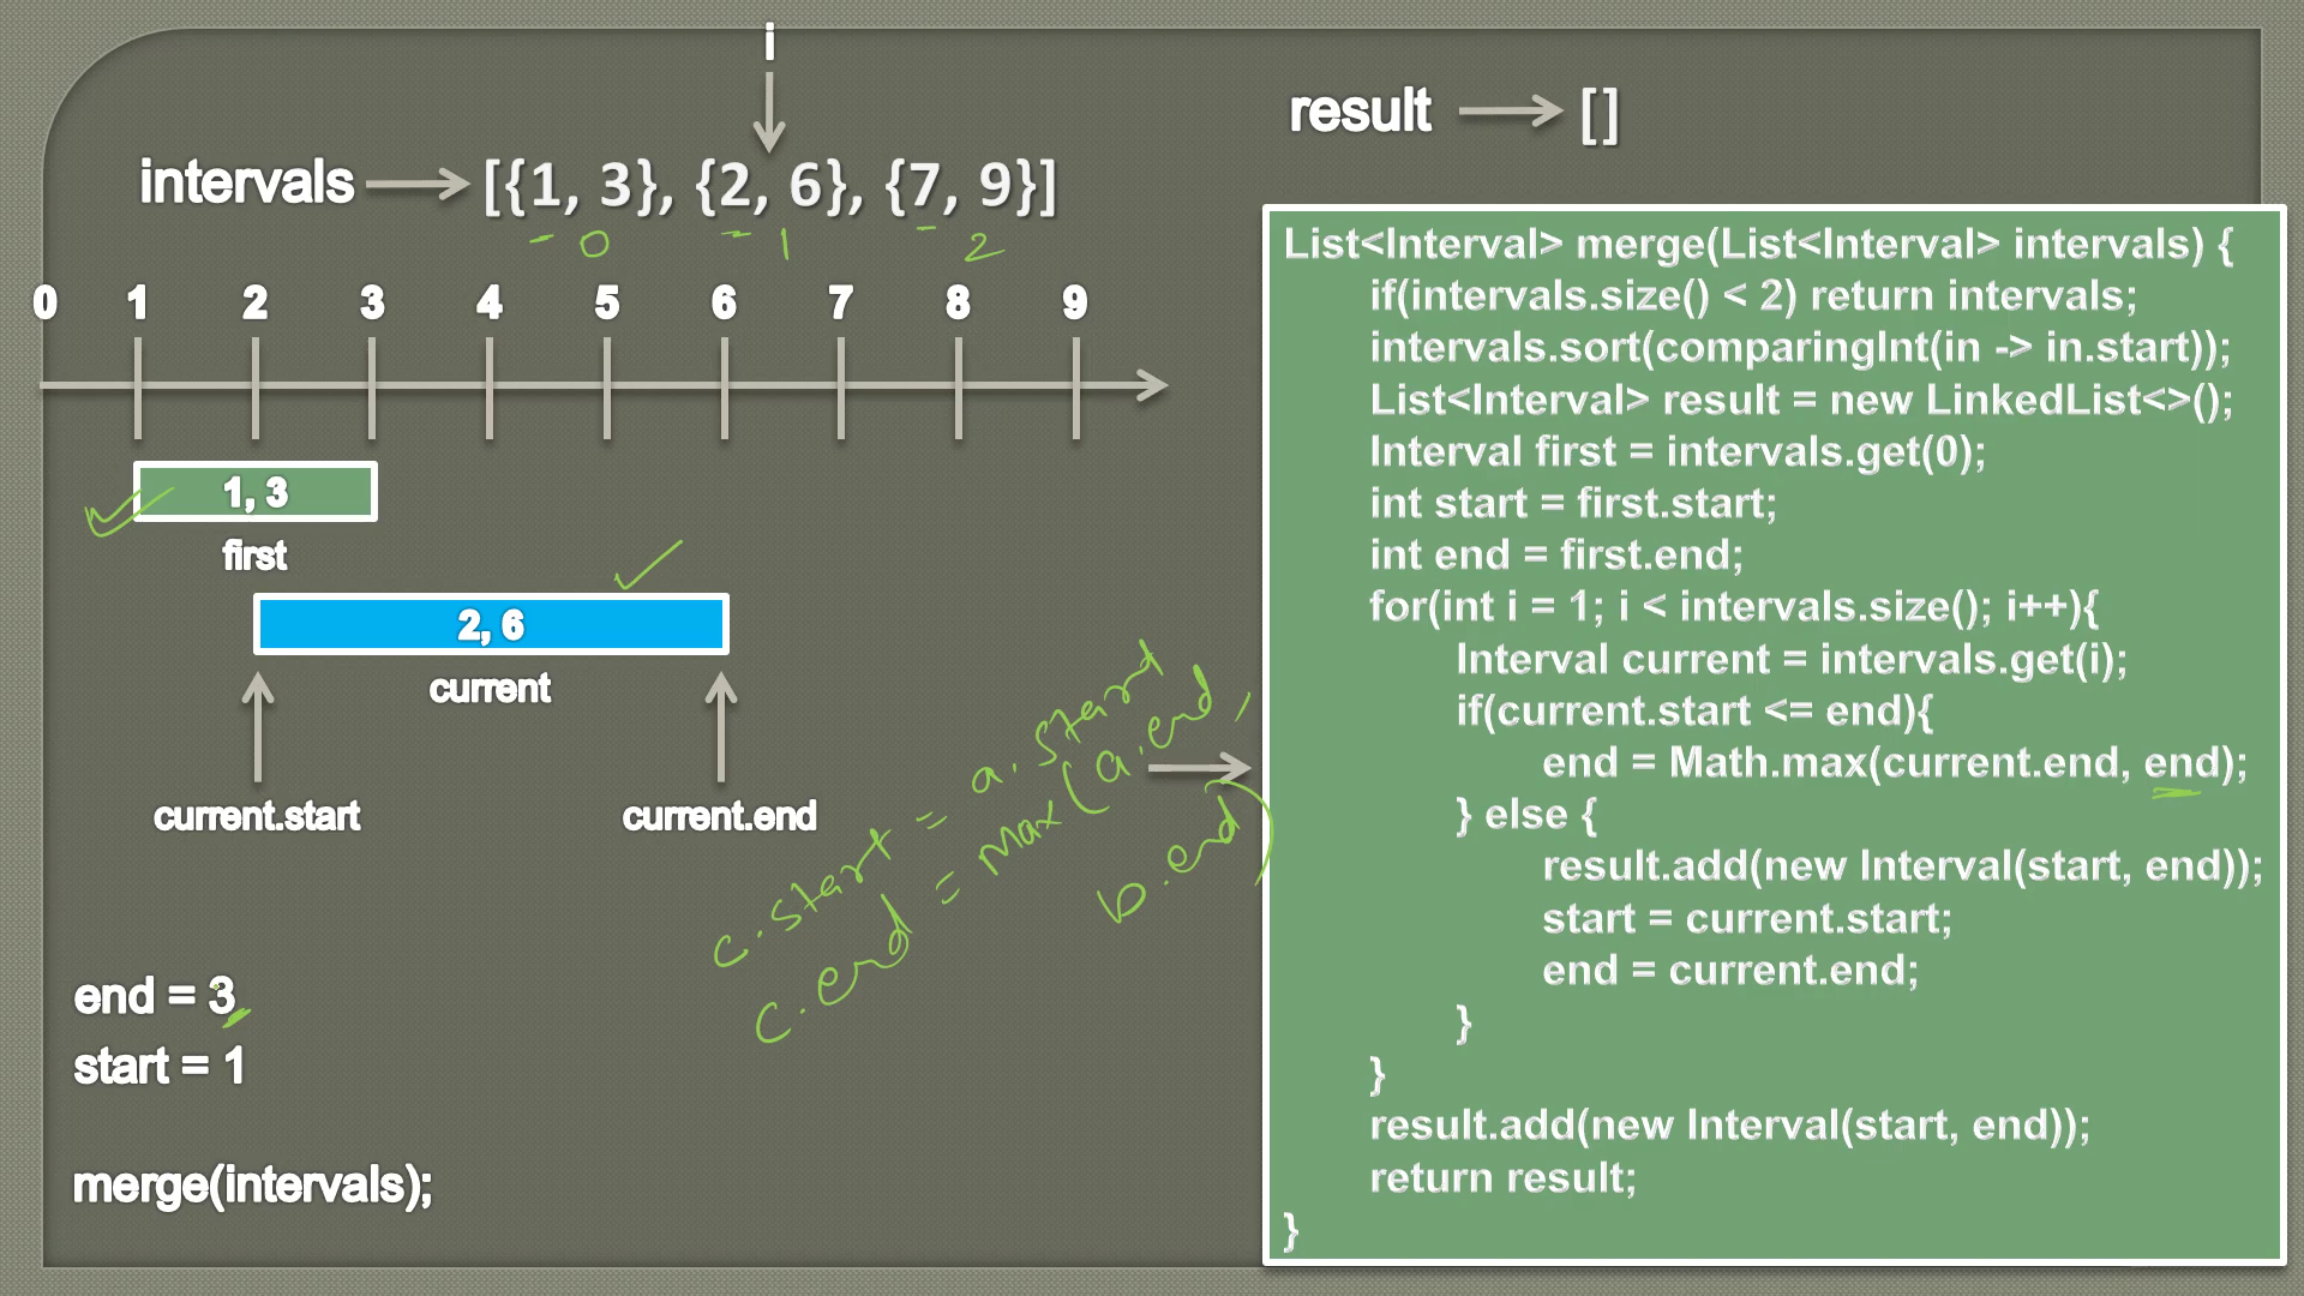 i
result → []
intervals → [{1, 3}, {2, 6}, {7, 9}]
0 1 2
0 1 2 3 4 5 6 7 8 9
1, 3
first
2, 6
current
current.start
current.end
c.start = a.start
c.end = max(a.end,
b.end)
end = 3
start = 1
merge(intervals);
List<Interval> merge(List<Interval> intervals) {
if(intervals.size() < 2) return intervals;
intervals.sort(comparingInt(in -> in.start));
List<Interval> result = new LinkedList<>();
Interval first = intervals.get(0);
int start = first.start;
int end = first.end;
for(int i = 1; i < intervals.size(); i++){
Interval current = intervals.get(i);
if(current.start <= end){
end = Math.max(current.end, end);
} else {
result.add(new Interval(start, end));
start = current.start;
end = current.end;
}
}
result.add(new Interval(start, end));
return result;
}